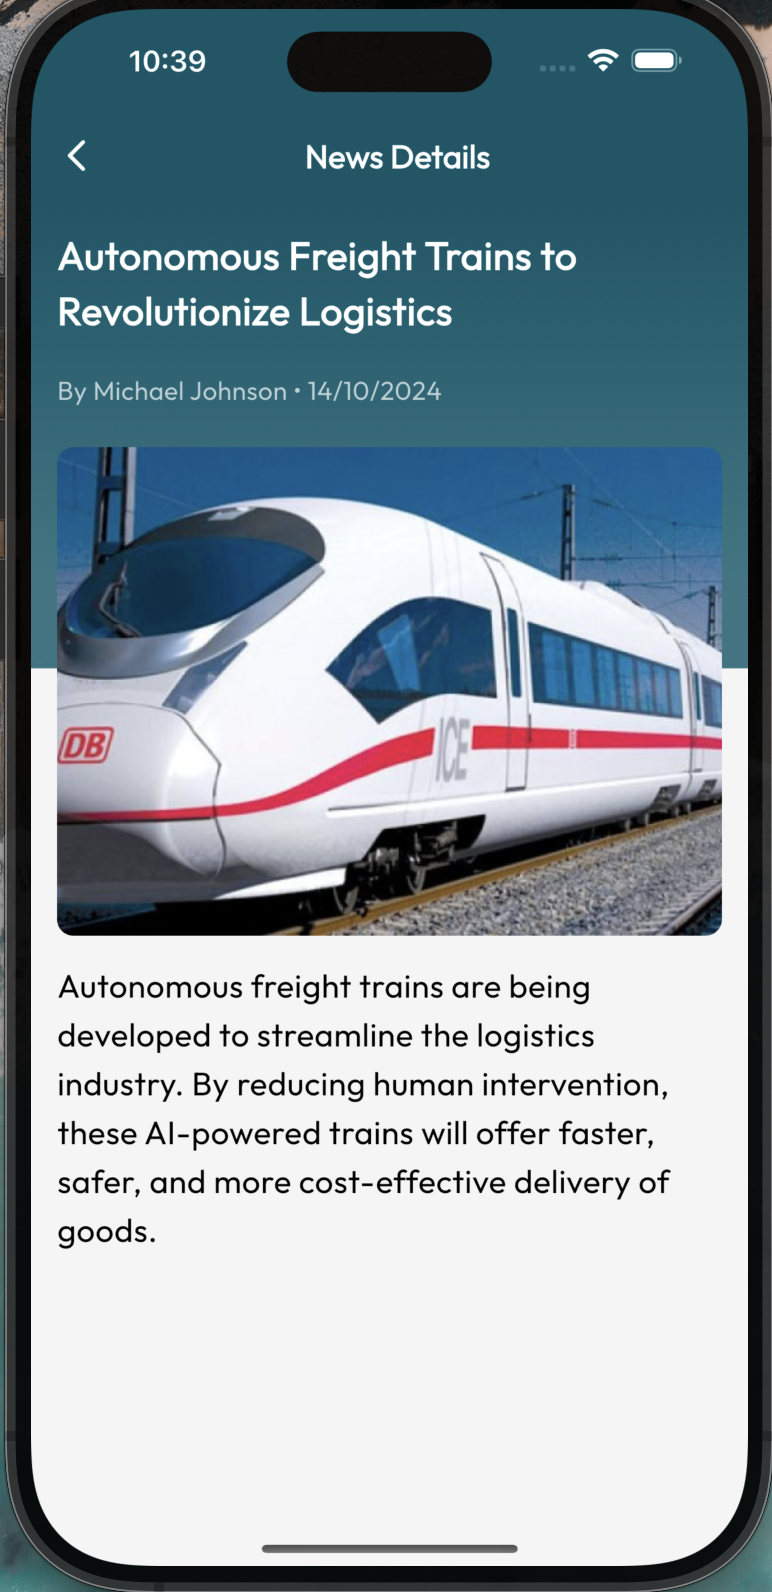 10:39
News Details
Autonomous Freight Trains to
Revolutionize Logistics
By Michael Johnson • 14/10/2024
DB
ICE
Autonomous freight trains are being
developed to streamline the logistics
industry. By reducing human intervention,
these AI-powered trains will offer faster,
safer, and more cost-effective delivery of
goods.